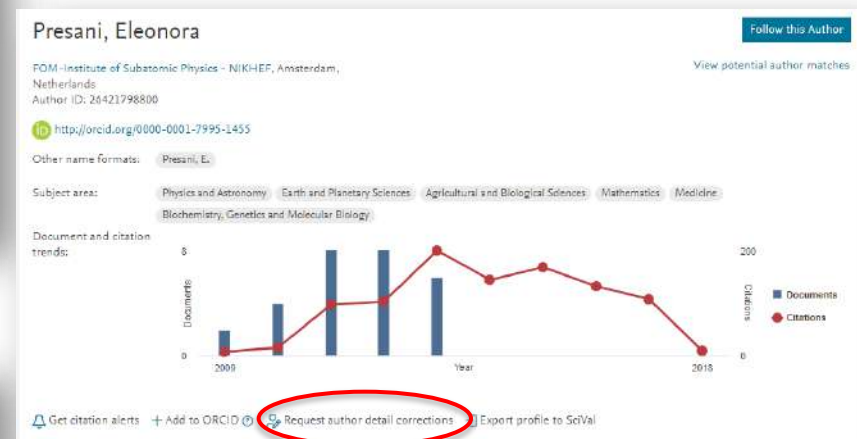 Presani, Eleonora
Follow this Author
FOM-Institute of Subatomic Physics - NIKHEF, Amsterdam,
Netherlands
Author ID: 26421798800
View potential author matches
iD http://orcid.org/0000-0001-7995-1455
Other name formats: Presani, E.
Subject area: Physics and Astronomy Earth and Planetary Sciences Agricultural and Biological Sciences Mathematics Medicine
Biochemistry, Genetics and Molecular Biology
Document and citation
trends:
8 200
Documents
Citations
Documents
Citations
0 0
2009 Year 2018
Get citation alerts + Add to ORCID ? Request author detail corrections Export profile to SciVal